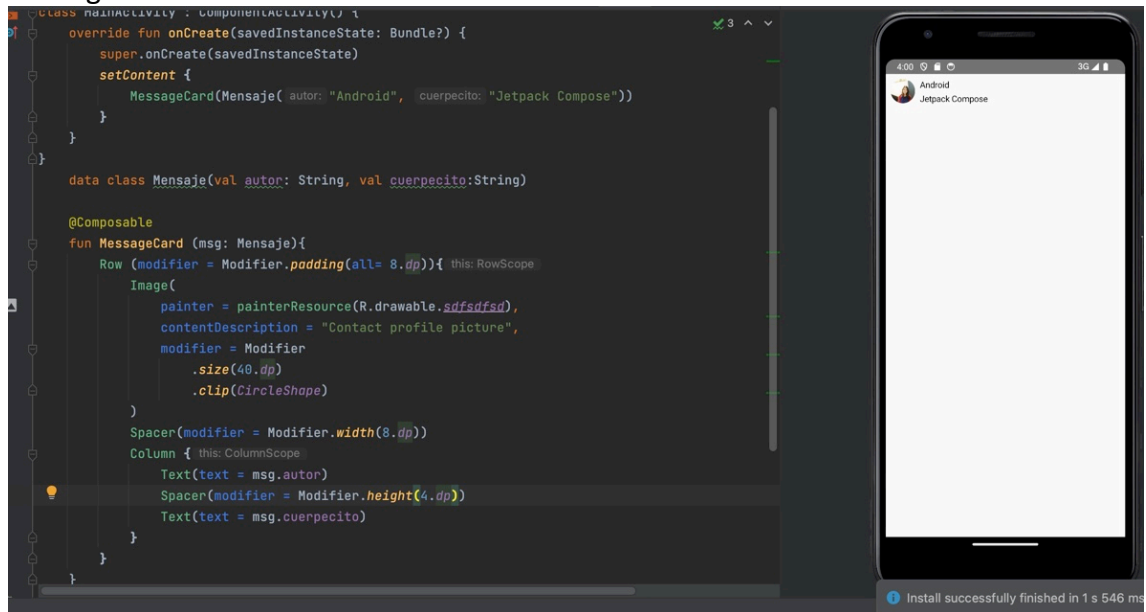 class MainActivity : ComponentActivity() {
override fun onCreate(savedInstanceState: Bundle?) {
super.onCreate(savedInstanceState)
setContent {
MessageCard(Mensaje( autor: "Android", cuerpecito: "Jetpack Compose"))
}
}
}
data class Mensaje(val autor: String, val cuerpecito:String)
@Composable
fun MessageCard (msg: Mensaje){
Row (modifier = Modifier.padding(all= 8.dp)){ this: RowScope
Image(
painter = painterResource(R.drawable.sdfsdfsd),
contentDescription = "Contact profile picture",
modifier = Modifier
.size(40.dp)
.clip(CircleShape)
)
Spacer(modifier = Modifier.width(8.dp))
Column { this: ColumnScope
Text(text = msg.autor)
Spacer(modifier = Modifier.height(4.dp))
Text(text = msg.cuerpecito)
}
}
}
3
4:00 3G
Android
Jetpack Compose
Install successfully finished in 1 s 546 ms